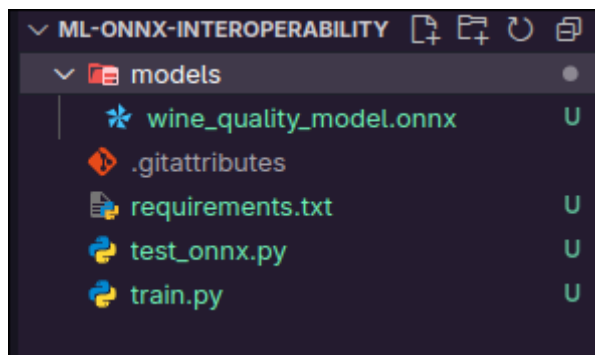 ML-ONNX-INTEROPERABILITY
models
wine_quality_model.onnx U
.gitattributes
requirements.txt U
test_onnx.py U
train.py U